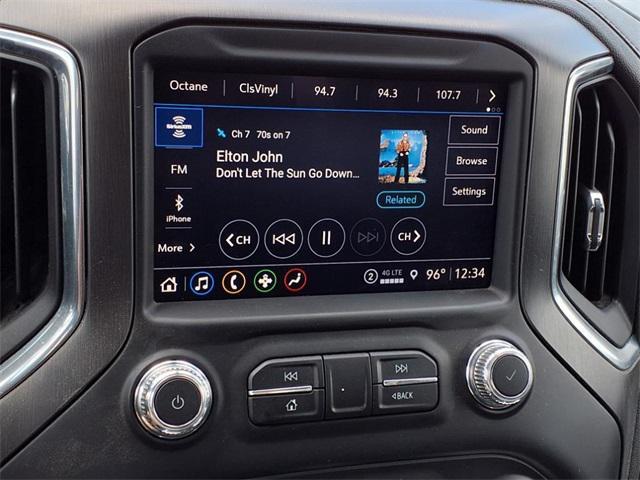 Octane ClsVinyl 94.7 94.3 107.7
SiriusXM
Ch 7 70s on 7
Elton John
Don't Let The Sun Go Down...
Related
Sound
Browse
Settings
FM
iPhone
More
CH
CH
2 4G LTE 96° 12:34
BACK